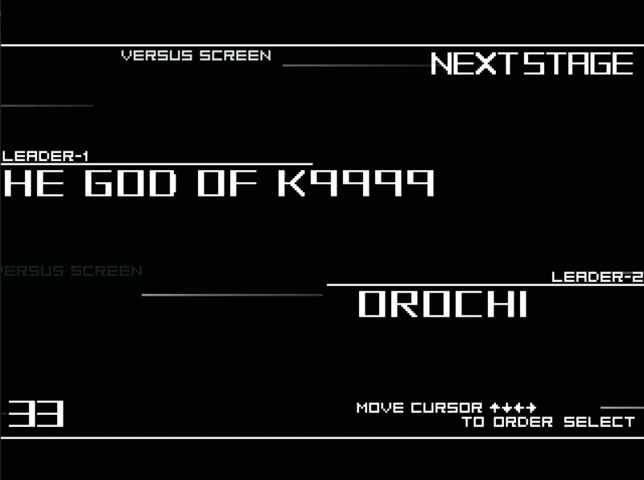 VERSUS SCREEN
NEXT STAGE
LEADER-1
HE GOD OF K9999
VERSUS SCREEN
LEADER-2
OROCHI
33
MOVE CURSOR ↑↓←→
TO ORDER SELECT